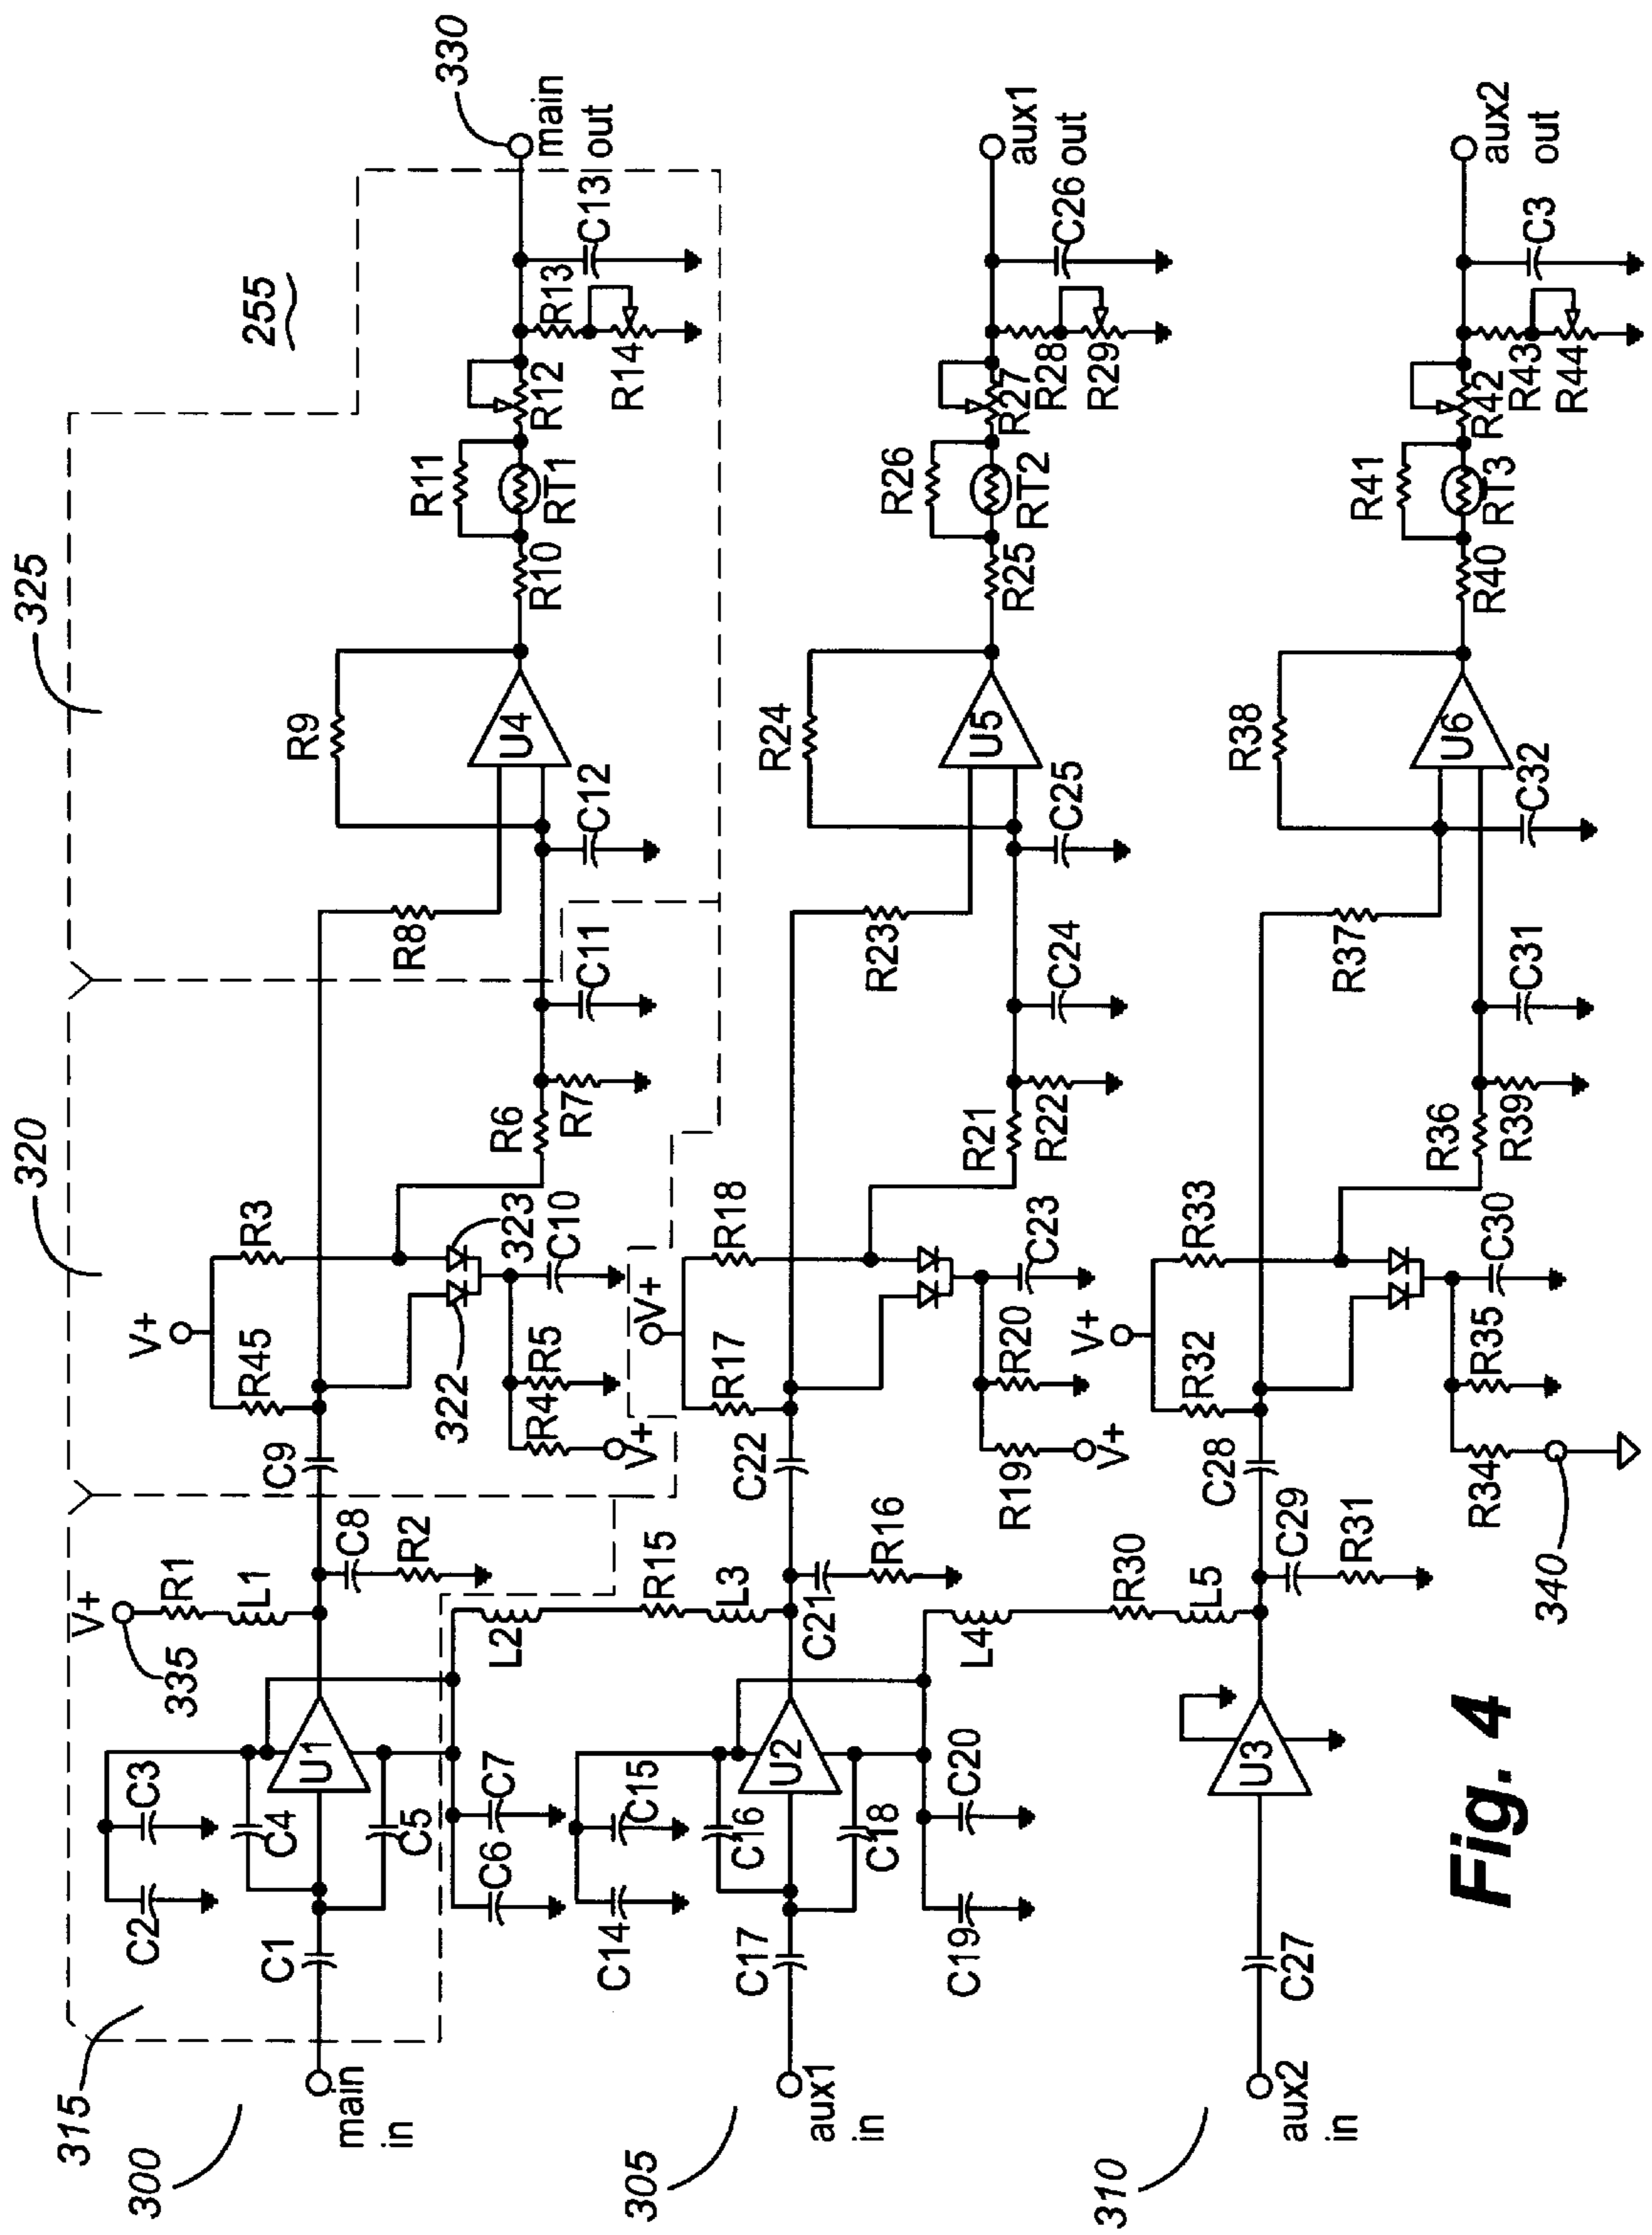 255
325
320
315
300
330
main
out
R11
RT1
R10
R12
R13
R14
C13
R9
U4
C12
R8
C11
R7
R6
V+
R3
R45
323
322
C10
R5
R4
V+
C9
C8
R2
V+
R1
L1
335
U1
C3
C2
C4
C5
C1
main
in
C7
C6
L2
R15
L3
305
aux1
in
C17
C14
C15
C16
C18
C19
C20
U2
C21
R16
C22
V+
R17
R18
R19
V+
R20
C23
R21
R22
C24
R23
C25
U5
R24
R25
R26
RT2
R27
R28
R29
C26
aux1
out
L4
R30
L5
310
aux2
in
C27
U3
C29
R31
C28
V+
R32
R33
R34
340
R35
C30
R36
R39
C31
R37
C32
U6
R38
R40
R41
RT3
R42
R43
R44
C3
aux2
out
Fig. 4